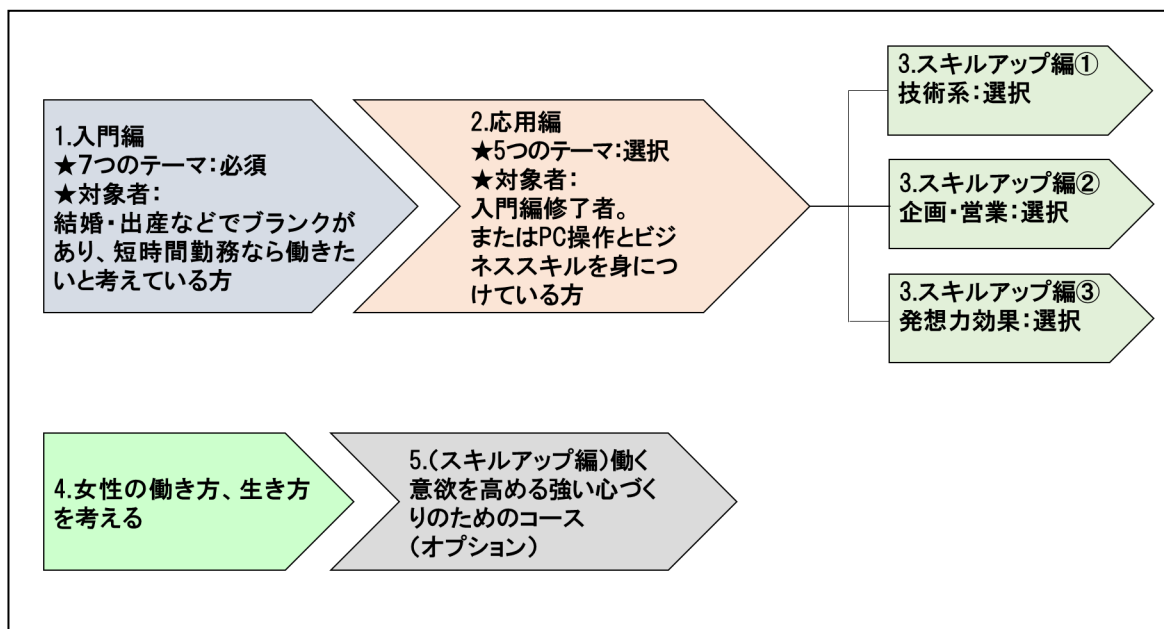 1.入門編
★7つのテーマ:必須
★対象者:
結婚・出産などでブランクが
あり、短時間勤務なら働きた
いと考えている方
2.応用編
★5つのテーマ:選択
★対象者:
入門編修了者。
またはPC操作とビジ
ネススキルを身につ
けている方
3.スキルアップ編①
技術系:選択
3.スキルアップ編②
企画・営業:選択
3.スキルアップ編③
発想力効果:選択
4.女性の働き方、生き方
を考える
5.(スキルアップ編)働く
意欲を高める強い心づく
りのためのコース
(オプション)